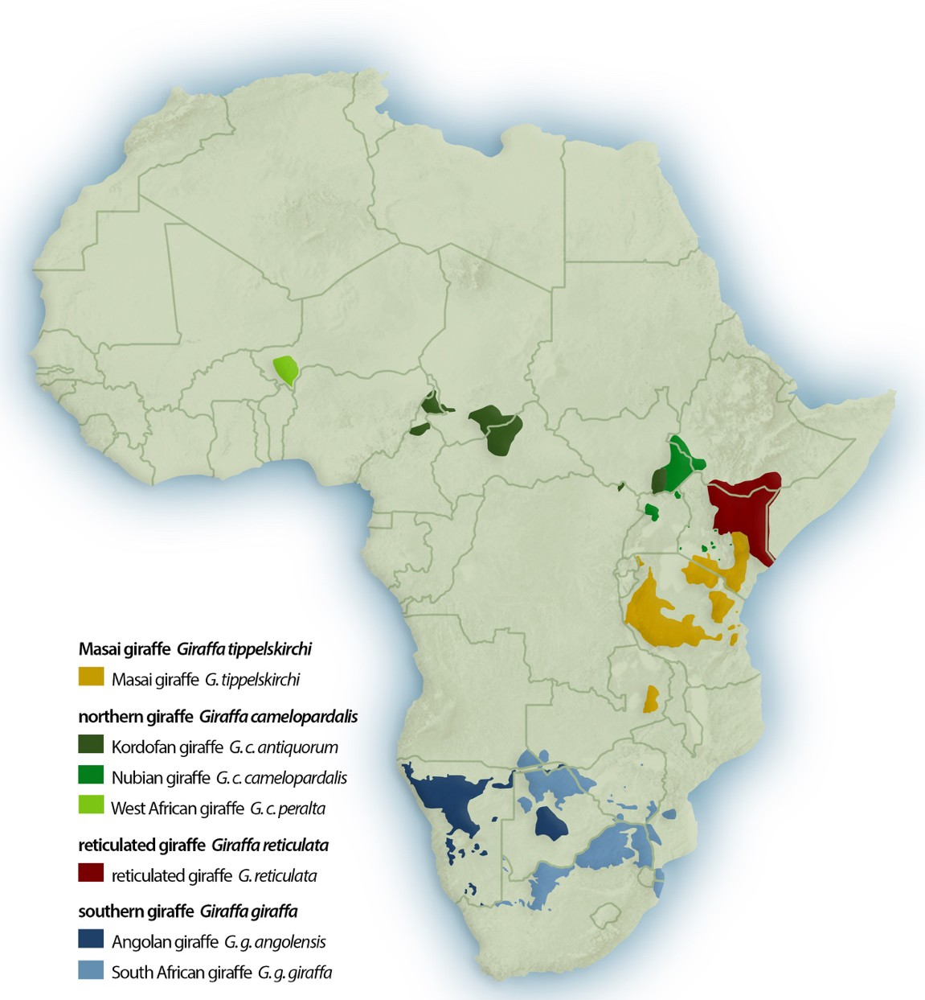 Masai giraffe Giraffa tippelskirchi
Masai giraffe G. tippelskirchi
northern giraffe Giraffa camelopardalis
Kordofan giraffe G. c. antiquorum
Nubian giraffe G. c. camelopardalis
West African giraffe G. c. peralta
reticulated giraffe Giraffa reticulata
reticulated giraffe G. reticulata
southern giraffe Giraffa giraffa
Angolan giraffe G. g. angolensis
South African giraffe G. g. giraffa